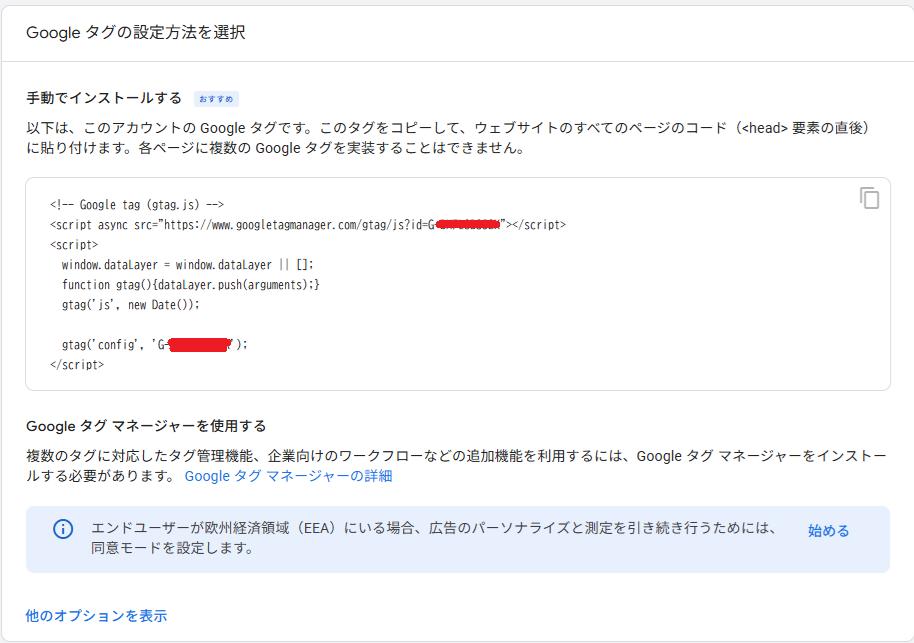 Google タグの設定方法を選択
手動でインストールする おすすめ
以下は、このアカウントの Google タグです。このタグをコピーして、ウェブサイトのすべてのページのコード（<head> 要素の直後）
に貼り付けます。各ページに複数の Google タグを実装することはできません。
<!-- Google tag (gtag.js) -->
<script async src="https://www.googletagmanager.com/gtag/js?id=G-"></script>
<script>
window.dataLayer = window.dataLayer || [];
function gtag(){dataLayer.push(arguments);}
gtag('js', new Date());
gtag('config', 'G-');
</script>
Google タグ マネージャーを使用する
複数のタグに対応したタグ管理機能、企業向けのワークフローなどの追加機能を利用するには、Google タグ マネージャーをインストー
ルする必要があります。 Google タグ マネージャーの詳細
エンドユーザーが欧州経済領域（EEA）にいる場合、広告のパーソナライズと測定を引き続き行うためには、
同意モードを設定します。
始める
他のオプションを表示